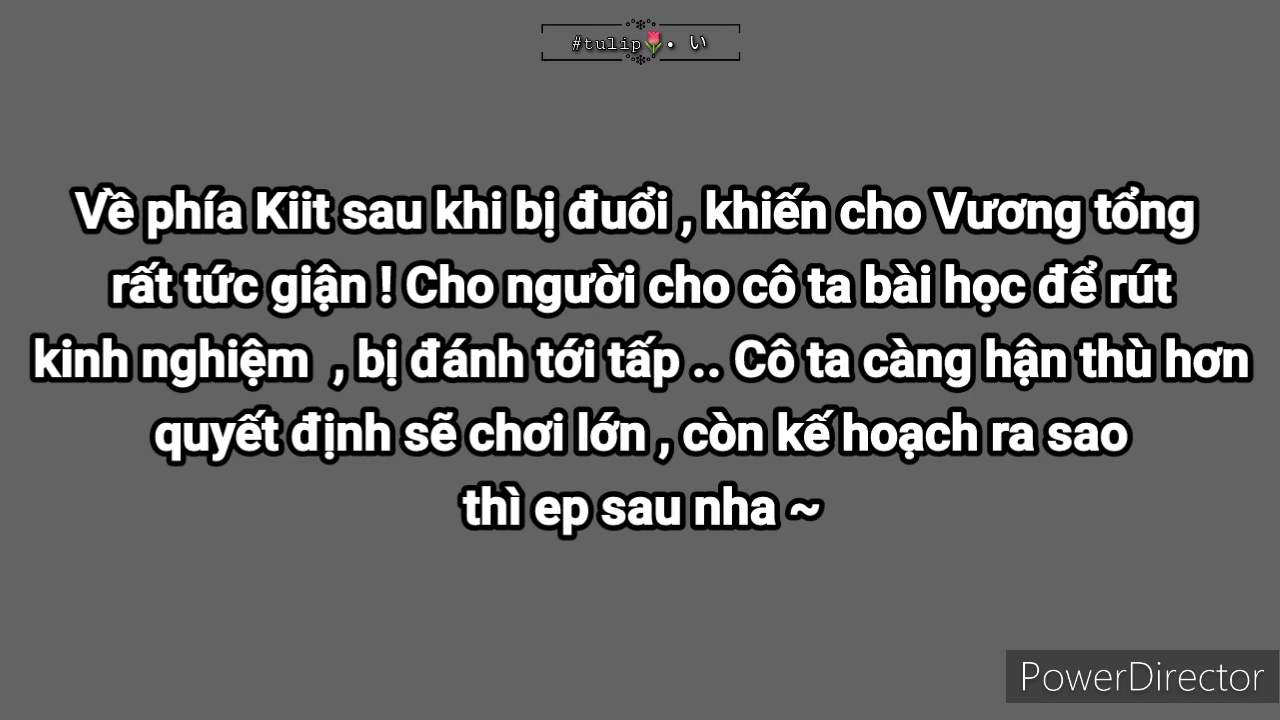 #tulip🌷• い
Về phía Kiit sau khi bị đuổi , khiến cho Vương tổng
rất tức giận ! Cho người cho cô ta bài học để rút
kinh nghiệm , bị đánh tới tấp .. Cô ta càng hận thù hơn
quyết định sẽ chơi lớn , còn kế hoạch ra sao
thì ep sau nha ~
PowerDirector